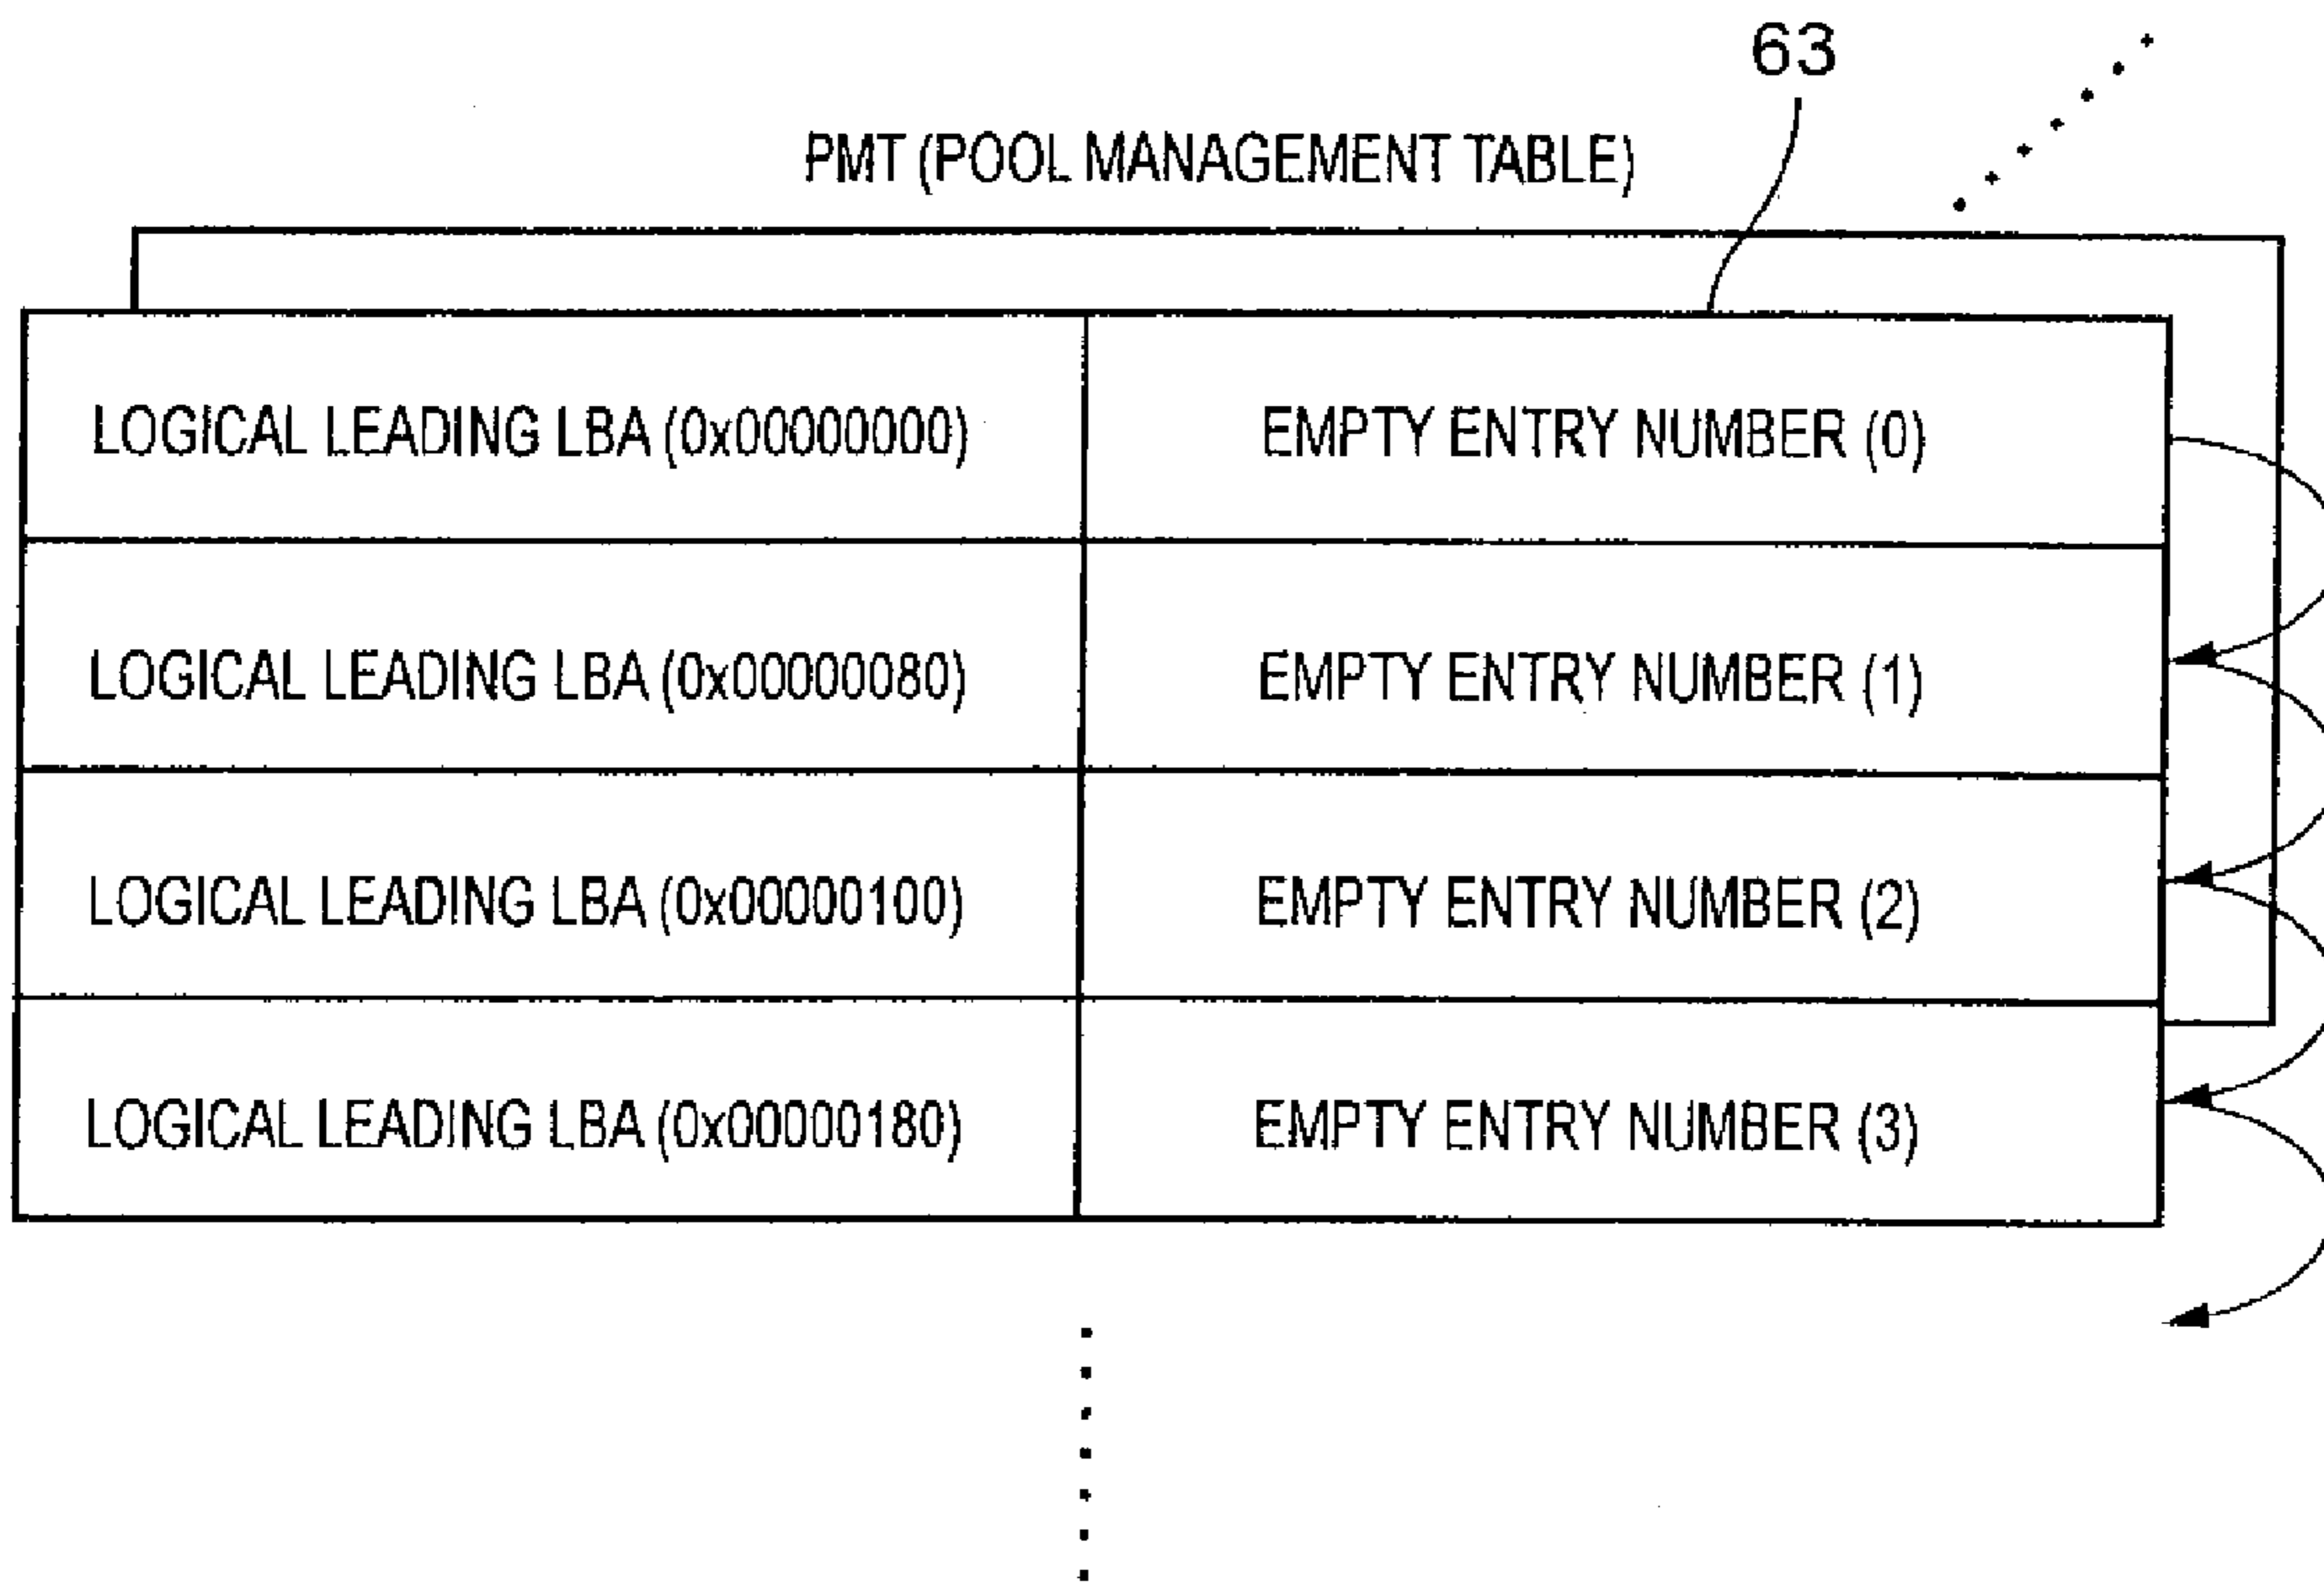 63
PMT (POOL MANAGEMENT TABLE)
LOGICAL LEADING LBA (0x00000000) EMPTY ENTRY NUMBER (0)
LOGICAL LEADING LBA (0x00000080) EMPTY ENTRY NUMBER (1)
LOGICAL LEADING LBA (0x00000100) EMPTY ENTRY NUMBER (2)
LOGICAL LEADING LBA (0x00000180) EMPTY ENTRY NUMBER (3)